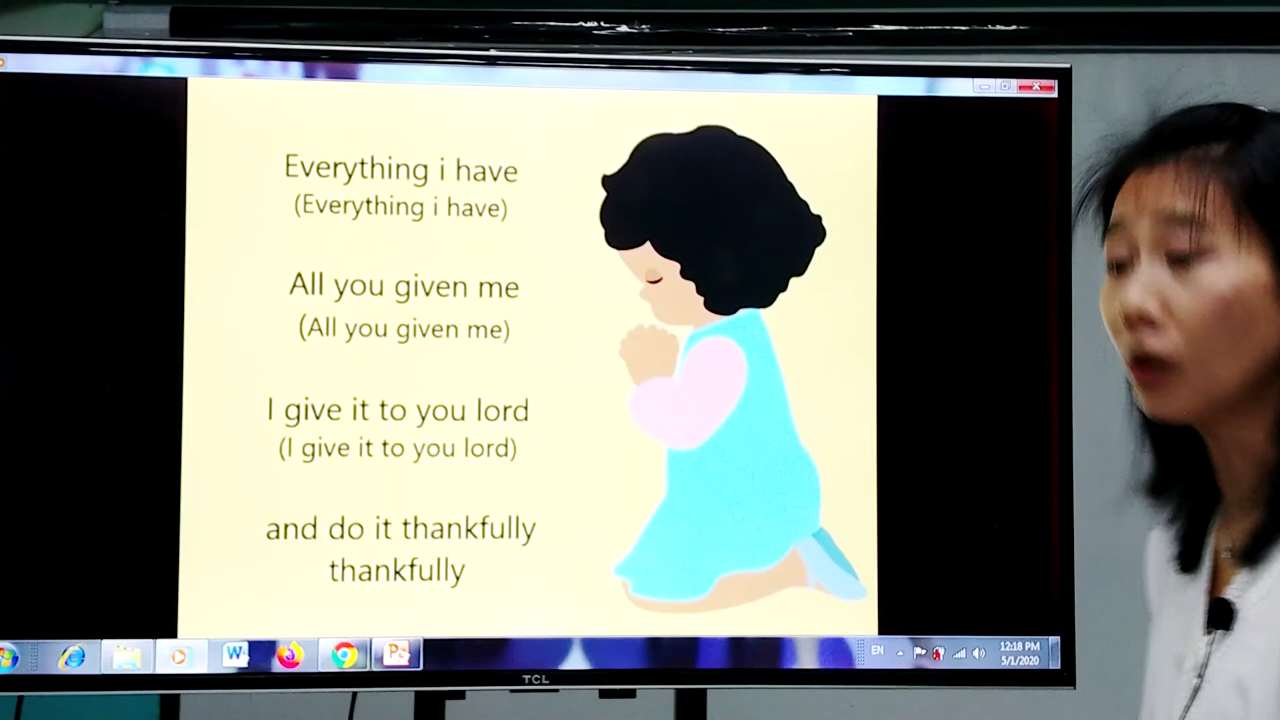 Everything i have
(Everything i have)
All you given me
(All you given me)
I give it to you lord
(I give it to you lord)
and do it thankfully
thankfully
EN
12:18 PM
5/1/2020
TCL